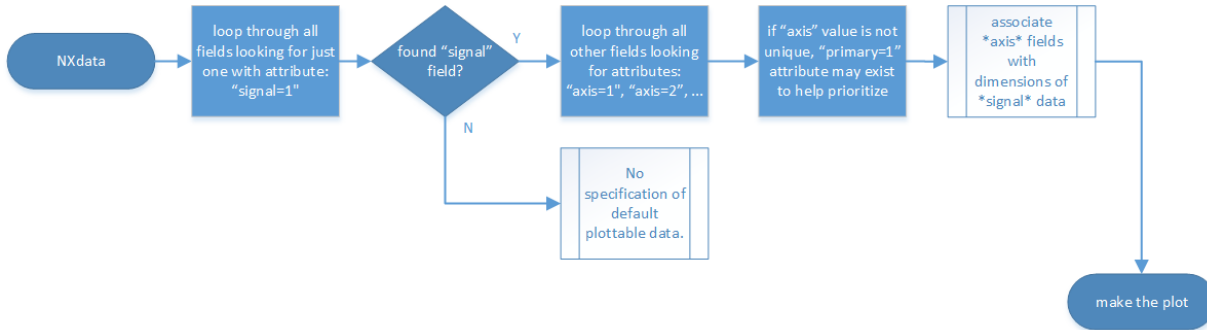 NXdata
loop through all
fields looking for just
one with attribute:
“signal=1"
found “signal”
field?
Y
N
loop through all
other fields looking
for attributes:
“axis=1", “axis=2”, ...
if “axis” value is not
unique, “primary=1”
attribute may exist
to help prioritize
associate
*axis* fields
with
dimensions of
*signal* data
No
specification of
default
plottable data.
make the plot